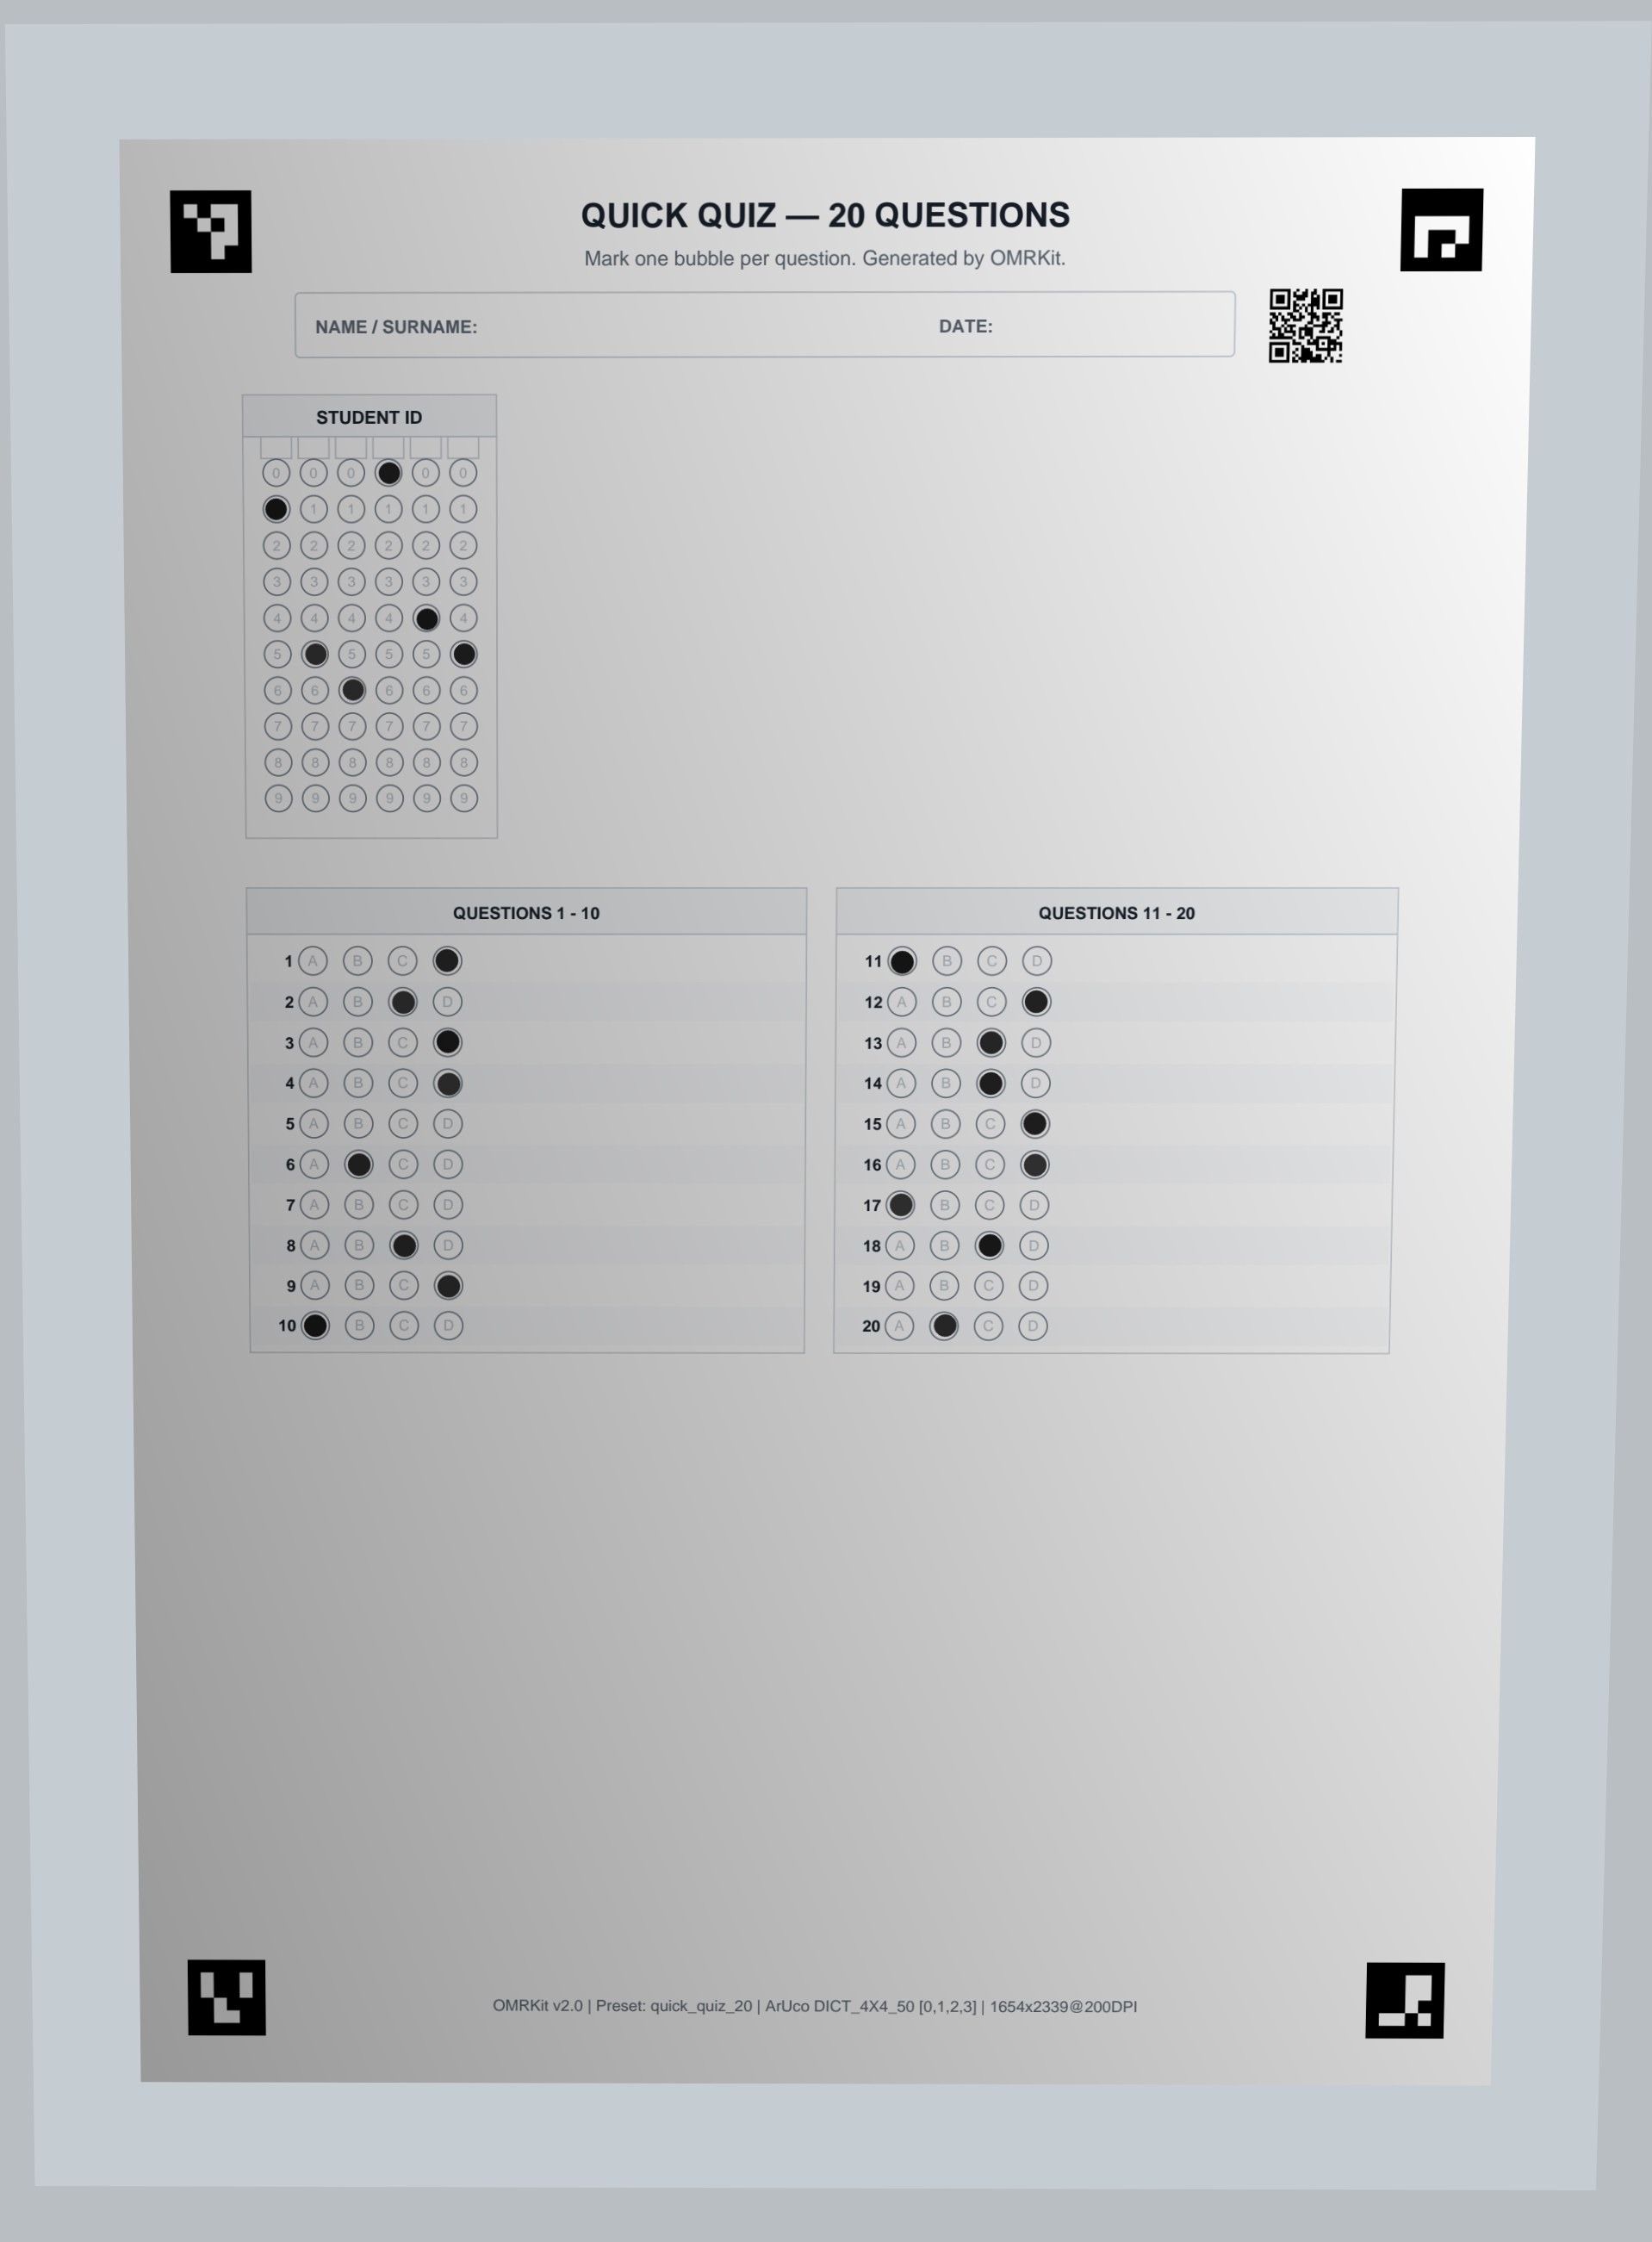 QUICK QUIZ — 20 QUESTIONS
Mark one bubble per question. Generated by OMRKit.
NAME / SURNAME: DATE:
STUDENT ID
0 0 0 0 0
1 1 1 1 1
2 2 2 2 2 2
3 3 3 3 3 3
4 4 4 4 4
5 5 5 5
6 6 6 6 6
7 7 7 7 7 7
8 8 8 8 8 8
9 9 9 9 9 9
QUESTIONS 1 - 10
1 A B C
2 A B D
3 A B C
4 A B C
5 A B C D
6 A C D
7 A B C D
8 A B D
9 A B C
10 B C D
QUESTIONS 11 - 20
11 B C D
12 A B C
13 A B D
14 A B D
15 A B C
16 A B C
17 B C D
18 A B D
19 A B C D
20 A C D
OMRKit v2.0 | Preset: quick_quiz_20 | ArUco DICT_4X4_50 [0,1,2,3] | 1654x2339@200DPI